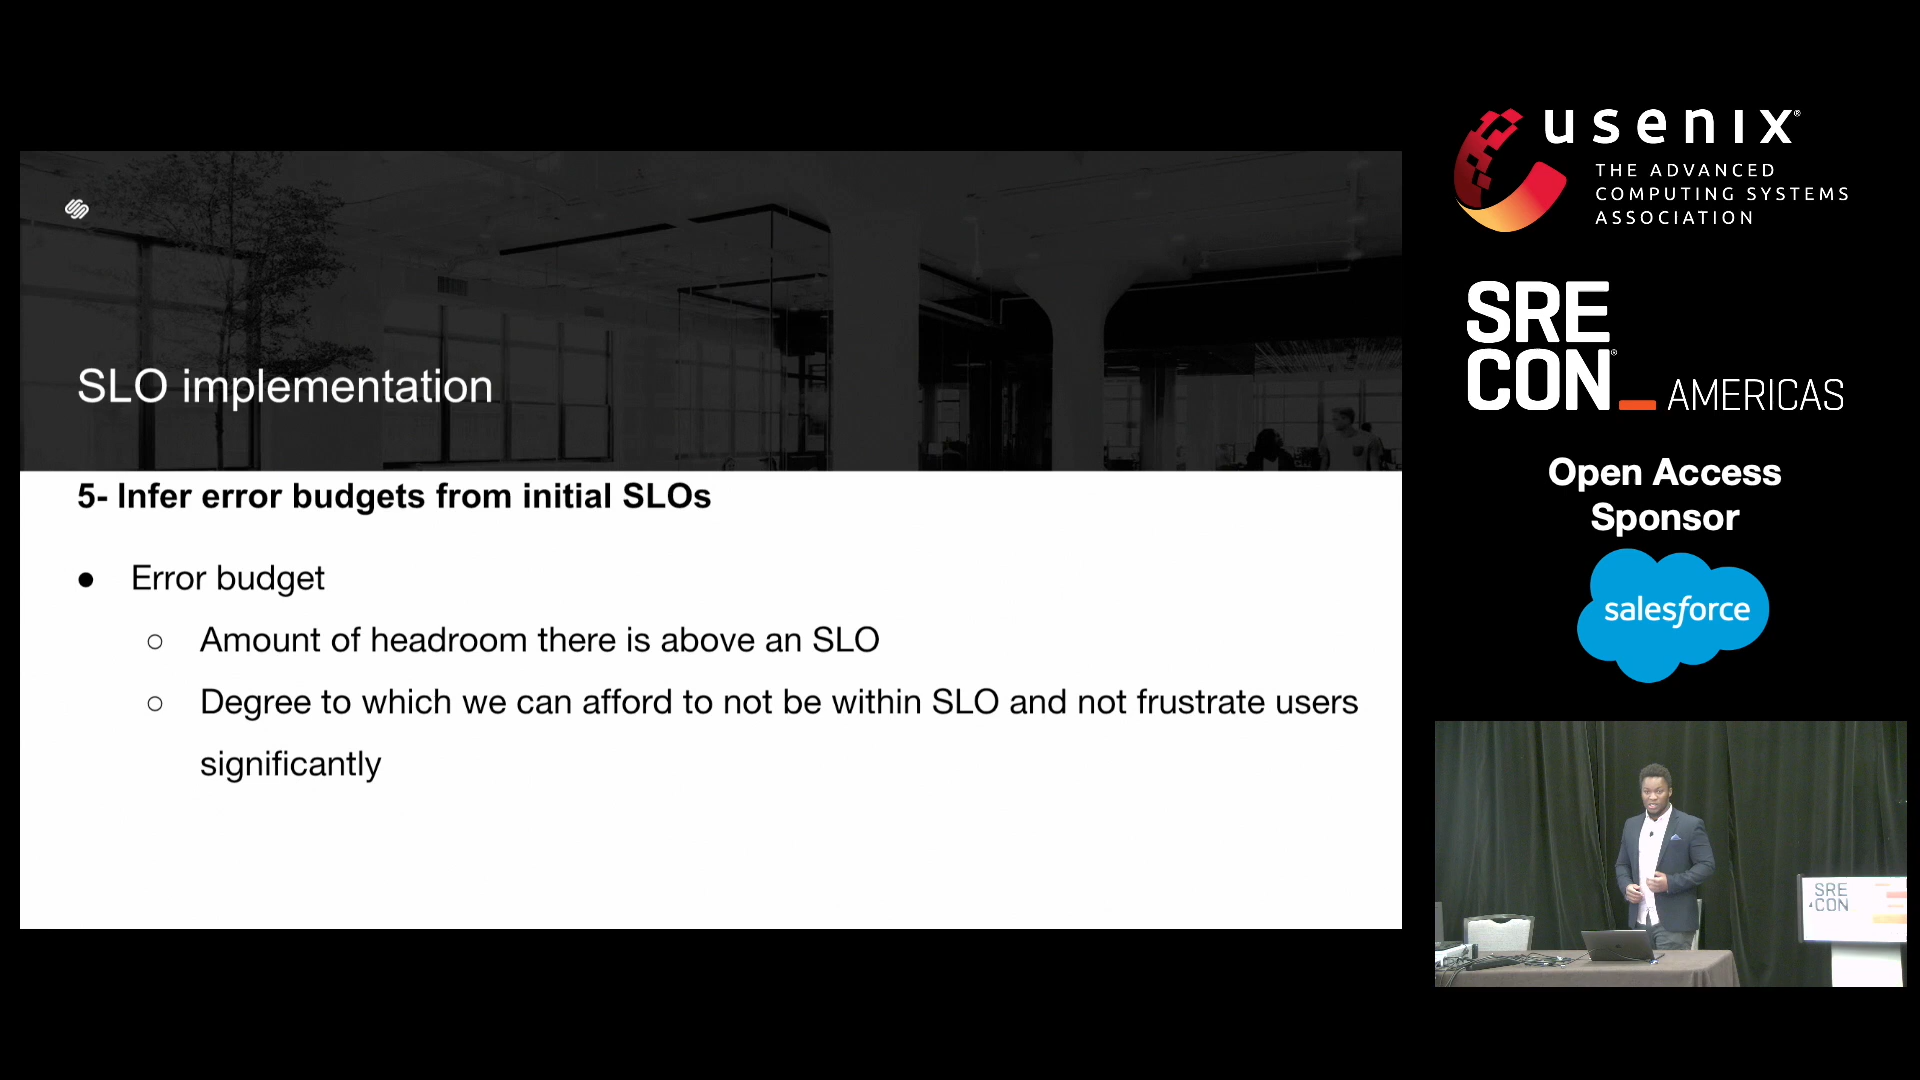 SLO implementation
5- Infer error budgets from initial SLOs
● Error budget
○ Amount of headroom there is above an SLO
○ Degree to which we can afford to not be within SLO and not frustrate users
significantly
usenix®
THE ADVANCED
COMPUTING SYSTEMS
ASSOCIATION
SRE
CON® _ AMERICAS
Open Access
Sponsor
salesforce
SRE
CON